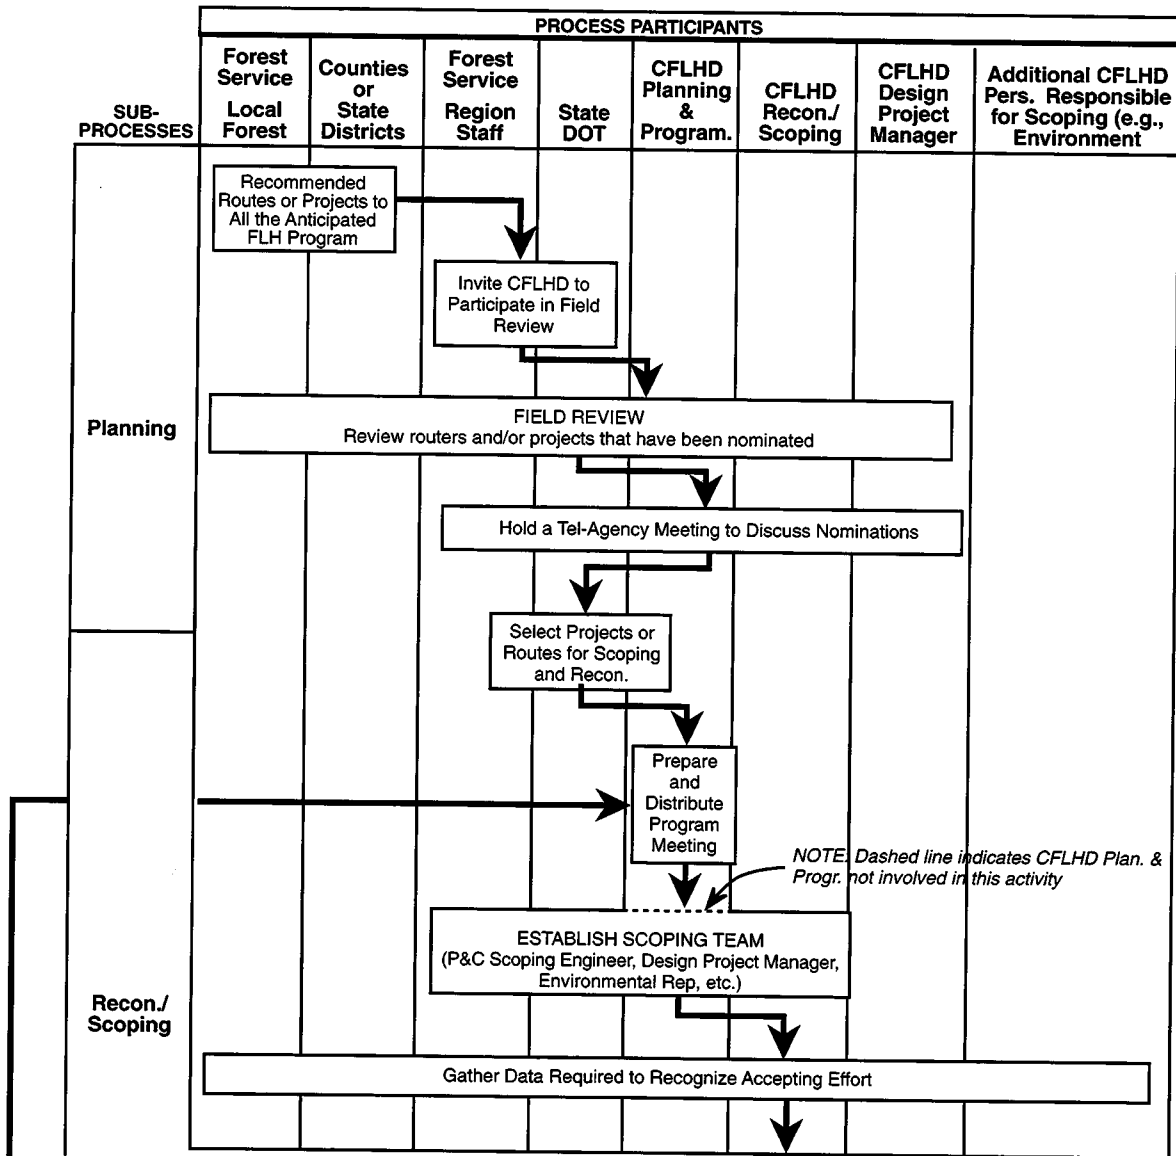 PROCESS PARTICIPANTS
SUB-
PROCESSES
Forest
Service
Local
Forest
Counties
or
State
Districts
Forest
Service
Region
Staff
State
DOT
CFLHD
Planning
&
Program.
CFLHD
Recon./
Scoping
CFLHD
Design
Project
Manager
Additional CFLHD
Pers. Responsible
for Scoping (e.g.,
Environment
Planning
Recommended
Routes or Projects to
All the Anticipated
FLH Program
Invite CFLHD to
Participate in Field
Review
FIELD REVIEW
Review routers and/or projects that have been nominated
Hold a Tel-Agency Meeting to Discuss Nominations
Select Projects or
Routes for Scoping
and Recon.
Recon./
Scoping
Prepare
and
Distribute
Program
Meeting
NOTE: Dashed line indicates CFLHD Plan. &
Progr. not involved in this activity
ESTABLISH SCOPING TEAM
(P&C Scoping Engineer, Design Project Manager,
Environmental Rep, etc.)
Gather Data Required to Recognize Accepting Effort